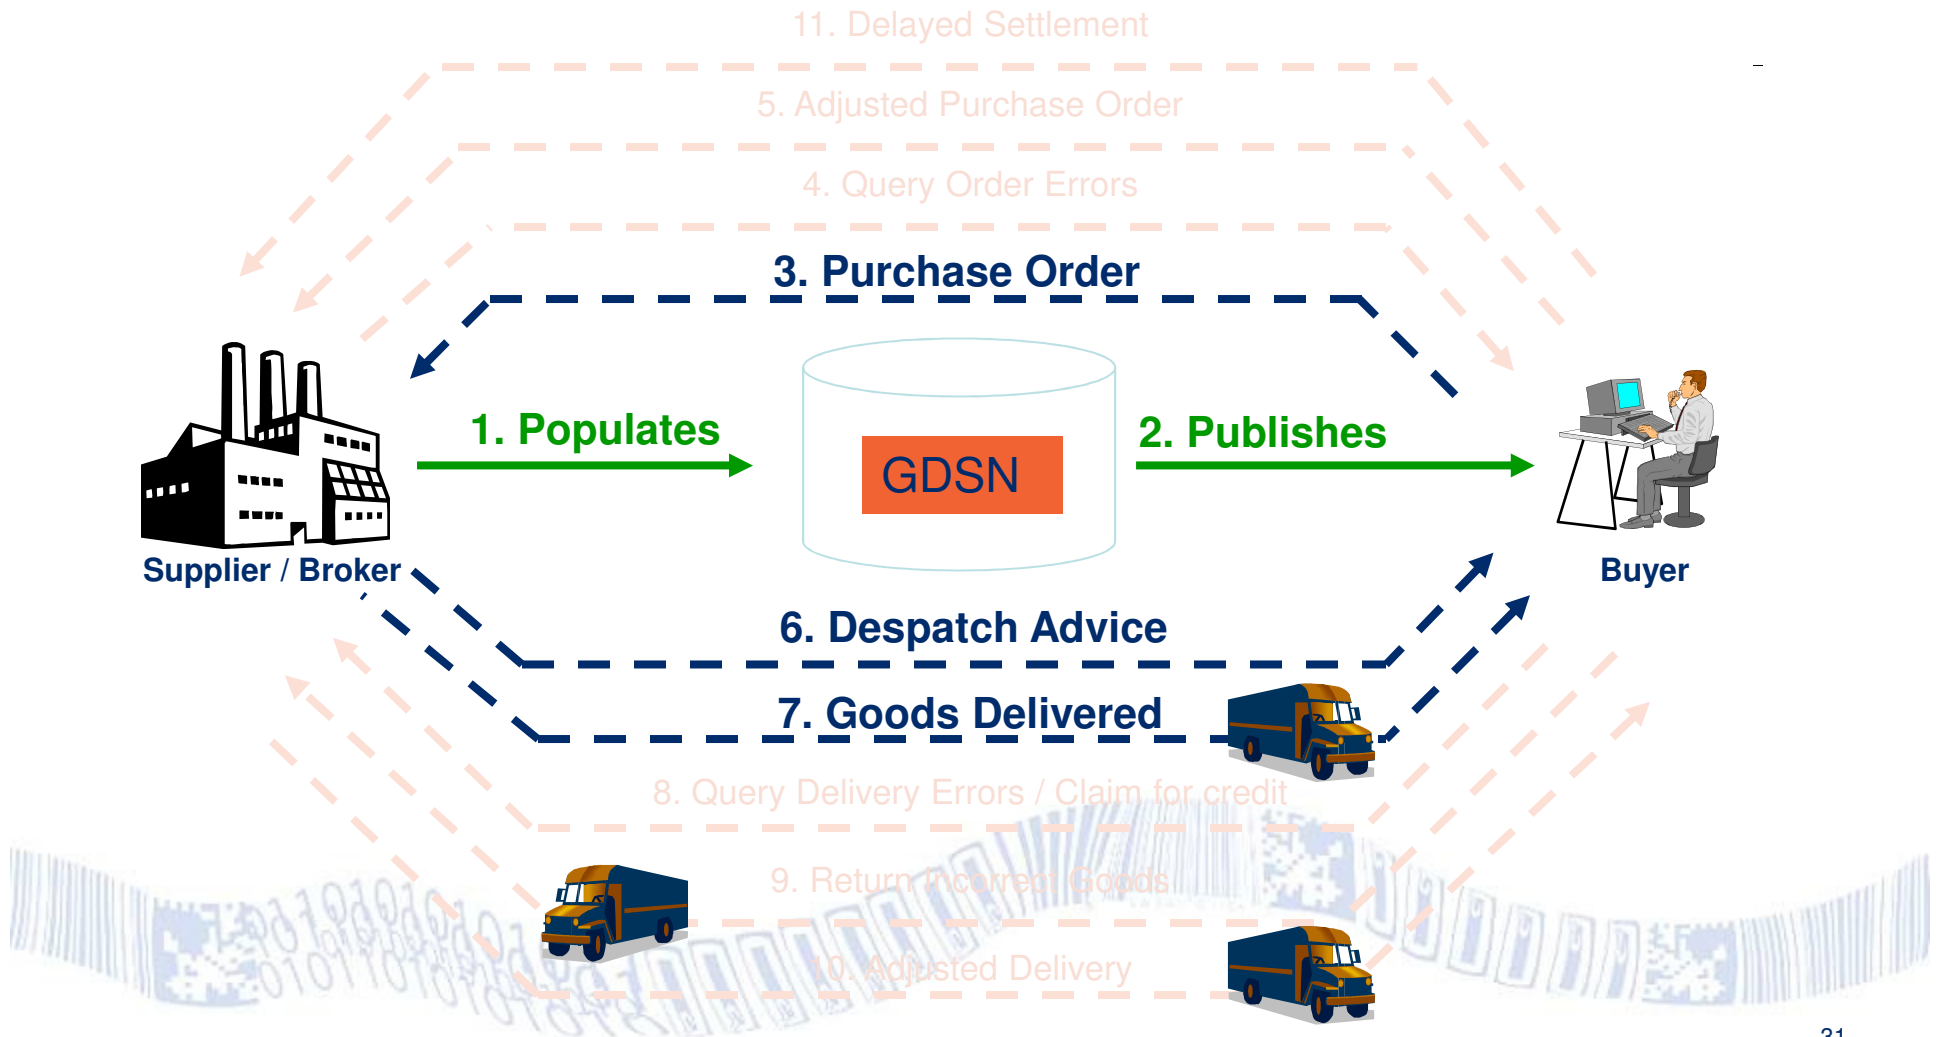 11. Delayed Settlement
5. Adjusted Purchase Order
4. Query Order Errors
3. Purchase Order
1. Populates
2. Publishes
GDSN
Supplier / Broker
Buyer
6. Despatch Advice
7. Goods Delivered
8. Query Delivery Errors / Claim for credit
9. Return Incorrect Goods
10. Adjusted Delivery
31